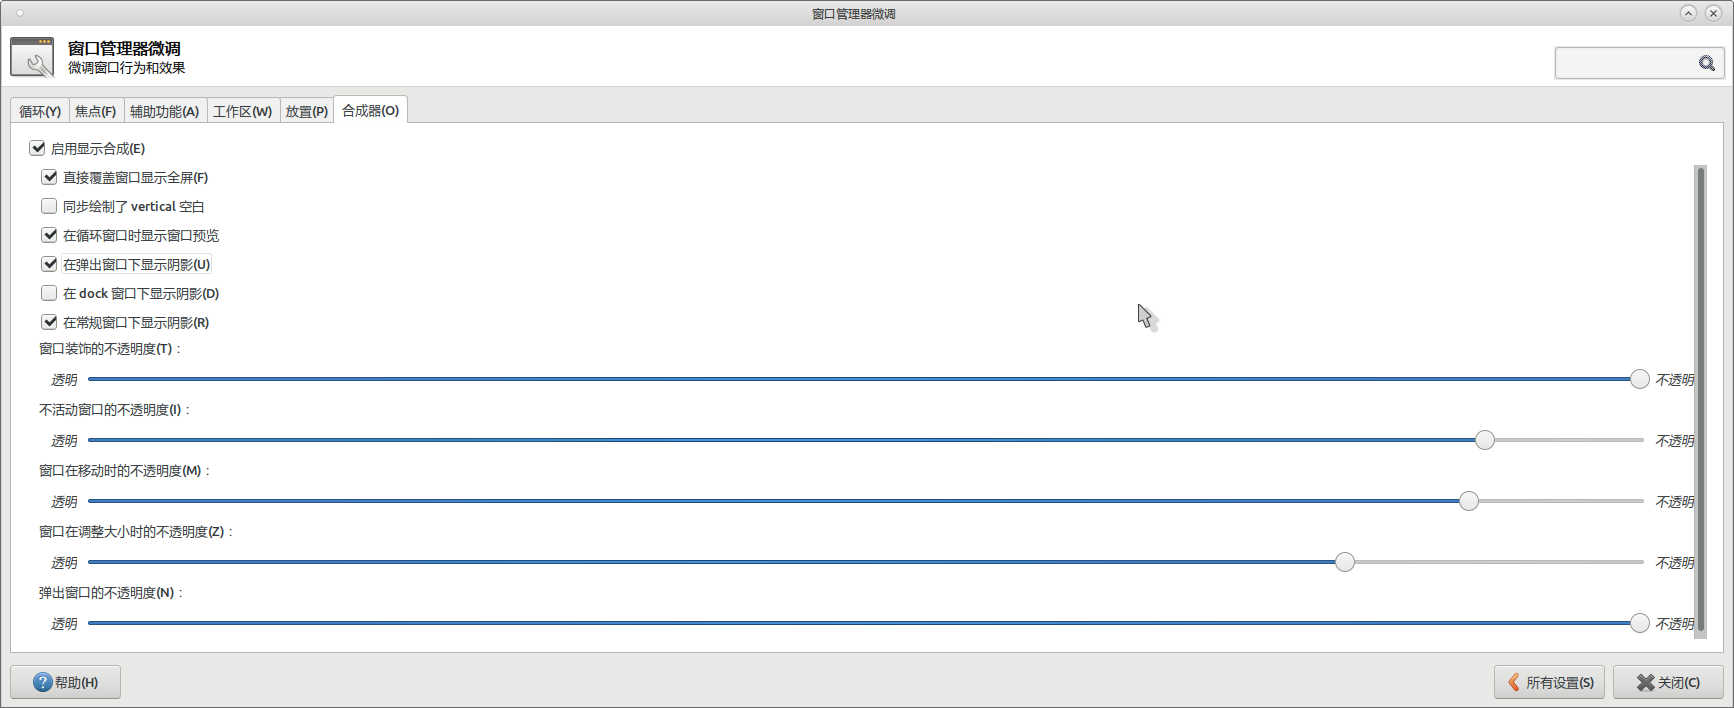 窗口管理器微调
窗口管理器微调
微调窗口行为和效果
循环(Y) 焦点(F) 辅助功能(A) 工作区(W) 放置(P) 合成器(O)
启用显示合成(E)
直接覆盖窗口显示全屏(F)
同步绘制了 vertical 空白
在循环窗口时显示窗口预览
在弹出窗口下显示阴影(U)
在 dock 窗口下显示阴影(D)
在常规窗口下显示阴影(R)
窗口装饰的不透明度(T)：
透明 不透明
不活动窗口的不透明度(I)：
透明 不透明
窗口在移动时的不透明度(M)：
透明 不透明
窗口在调整大小时的不透明度(Z)：
透明 不透明
弹出窗口的不透明度(N)：
透明 不透明
帮助(H) 所有设置(S) 关闭(C)